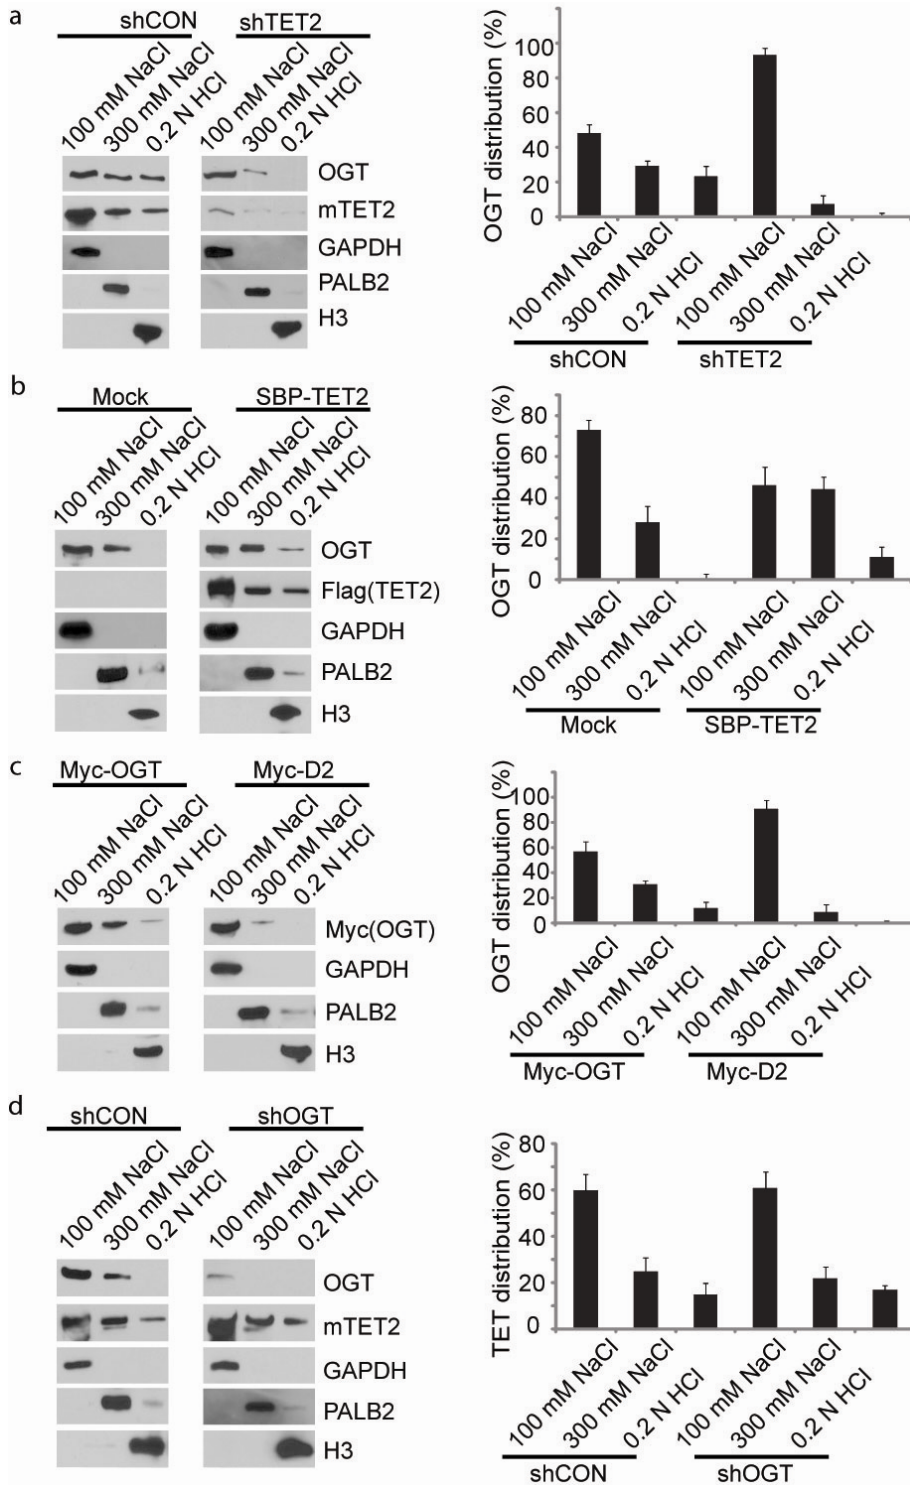 a
shCON shTET2
100 mM NaCl 300 mM NaCl 0.2 N HCl 100 mM NaCl 300 mM NaCl 0.2 N HCl
OGT
mTET2
GAPDH
PALB2
H3
OGT distribution (%)
100
80
60
40
20
0
100 mM NaCl 300 mM NaCl 0.2 N HCl 100 mM NaCl 300 mM NaCl 0.2 N HCl
shCON shTET2
b
Mock SBP-TET2
100 mM NaCl 300 mM NaCl 0.2 N HCl 100 mM NaCl 300 mM NaCl 0.2 N HCl
OGT
Flag(TET2)
GAPDH
PALB2
H3
OGT distribution (%)
80
60
40
20
0
100 mM NaCl 300 mM NaCl 0.2 N HCl 100 mM NaCl 300 mM NaCl 0.2 N HCl
Mock SBP-TET2
c
Myc-OGT Myc-D2
100 mM NaCl 300 mM NaCl 0.2 N HCl 100 mM NaCl 300 mM NaCl 0.2 N HCl
Myc(OGT)
GAPDH
PALB2
H3
OGT distribution (%)
100
80
60
40
20
0
100 mM NaCl 300 mM NaCl 0.2 N HCl 100 mM NaCl 300 mM NaCl 0.2 N HCl
Myc-OGT Myc-D2
d
shCON shOGT
100 mM NaCl 300 mM NaCl 0.2 N HCl 100 mM NaCl 300 mM NaCl 0.2 N HCl
OGT
mTET2
GAPDH
PALB2
H3
TET distribution (%)
80
60
40
20
0
100 mM NaCl 300 mM NaCl 0.2 N HCl 100 mM NaCl 300 mM NaCl 0.2 N HCl
shCON shOGT